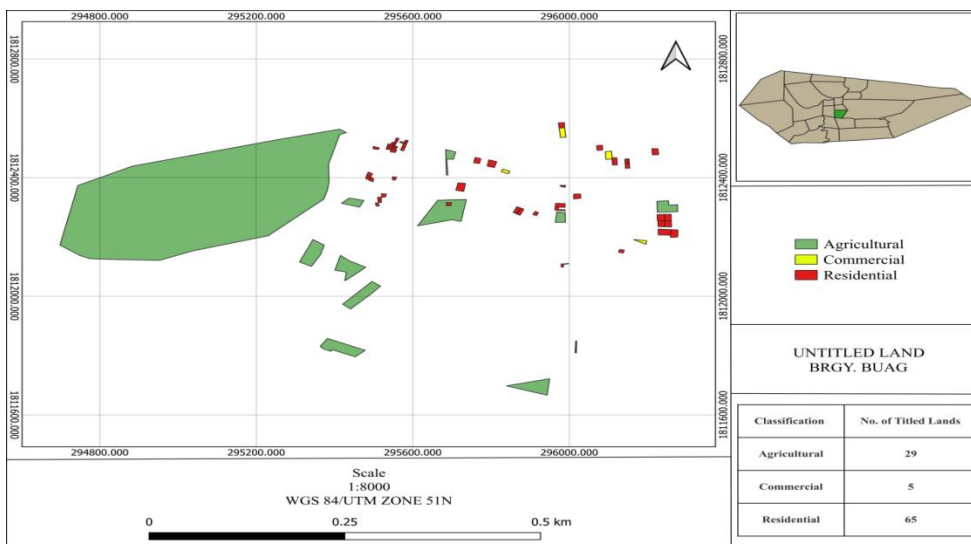 294800.000 295200.000 295600.000 296000.000
1812800.000 1812800.000
1812400.000 1812400.000
1812000.000 1812000.000
1811600.000 1811600.000
294800.000 295200.000 295600.000 296000.000
Scale
1:8000
WGS 84/UTM ZONE 51N
0 0.25 0.5 km
Agricultural
Commercial
Residential
UNTITLED LAND
BRGY. BUAG
Classification No. of Titled Lands
Agricultural 29
Commercial 5
Residential 65